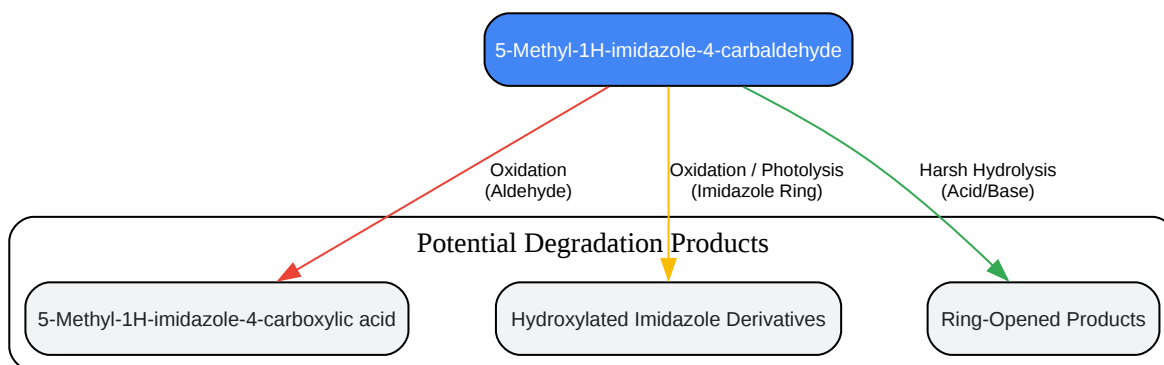 5-Methyl-1H-imidazole-4-carbaldehyde
Oxidation
(Aldehyde)
Oxidation / Photolysis
(Imidazole Ring)
Harsh Hydrolysis
(Acid/Base)
Potential Degradation Products
5-Methyl-1H-imidazole-4-carboxylic acid
Hydroxylated Imidazole Derivatives
Ring-Opened Products